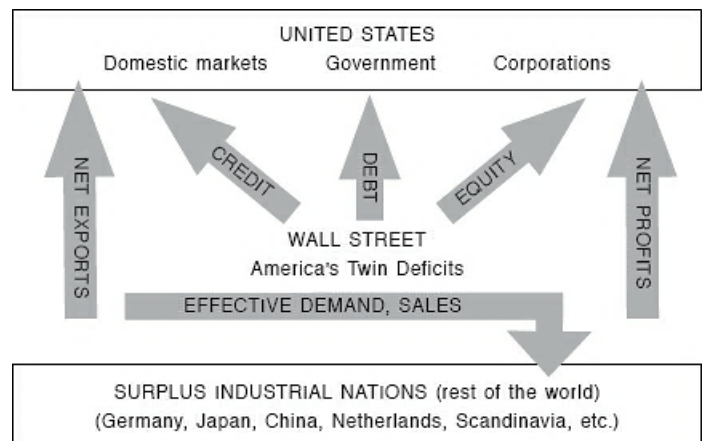 UNITED STATES
Domestic markets Government Corporations
NET EXPORTS
CREDIT
DEBT
EQUITY
NET PROFITS
WALL STREET
America's Twin Deficits
EFFECTIVE DEMAND, SALES
SURPLUS INDUSTRIAL NATIONS (rest of the world)
(Germany, Japan, China, Netherlands, Scandinavia, etc.)